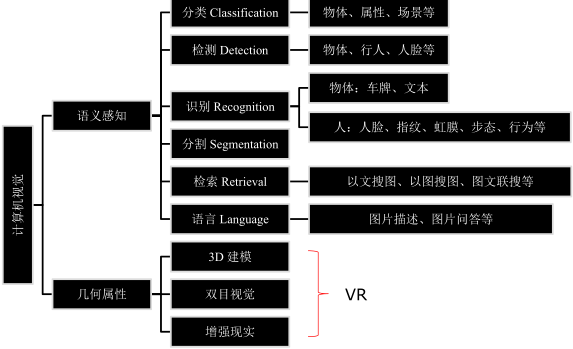 计算机视觉
语义感知
分类 Classification
物体、属性、场景等
检测 Detection
物体、行人、人脸等
识别 Recognition
物体：车牌、文本
人：人脸、指纹、虹膜、步态、行为等
分割 Segmentation
检索 Retrieval
以文搜图、以图搜图、图文联搜等
语言 Language
图片描述、图片问答等
几何属性
3D 建模
双目视觉
增强现实
VR